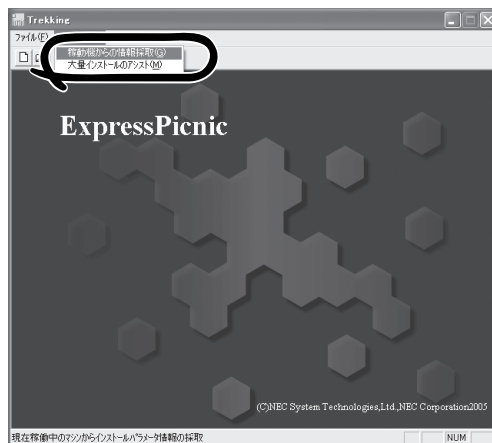 Trekking
ファイル(F)
稼動機からの情報採取(G)
大量インストールのアシスト(M)
ExpressPicnic
(C)NEC System Technologies,Ltd.,NEC Corporation2005
現在稼働中のマシンからインストールパラメータ情報の採取
NUM